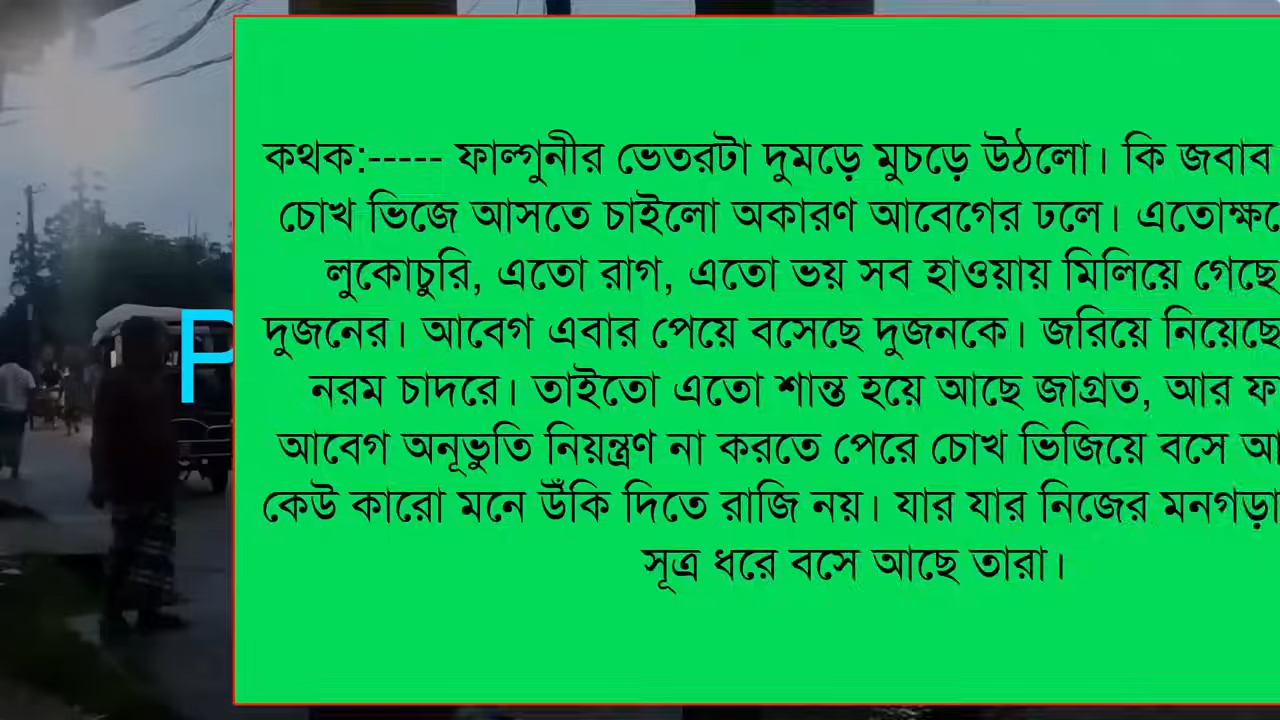 P
কথক:----- ফাল্গুনীর ভেতরটা দুমড়ে মুচড়ে উঠলো। কি জবাব
চোখ ভিজে আসতে চাইলো অকারণ আবেগের ঢলে।
লুকোচুরি, এতো রাগ, এতো ভয় সব হাওয়ায় মিলিয়ে গেছে
দুজনের। আবেগ এবার পেয়ে বসেছে দুজনকে। জরিয়ে নিয়েছে
নরম চাদরে। তাইতো এতো শান্ত হয়ে আছে জাগ্রত, আর
আবেগ অনূভুতি নিয়ন্ত্রণ না করতে পেরে চোখ ভিজিয়ে বসে
কেউ কারো মনে উঁকি দিতে রাজি নয়। যার যার নিজের মনগড়া
সূত্র ধরে বসে আছে তারা।